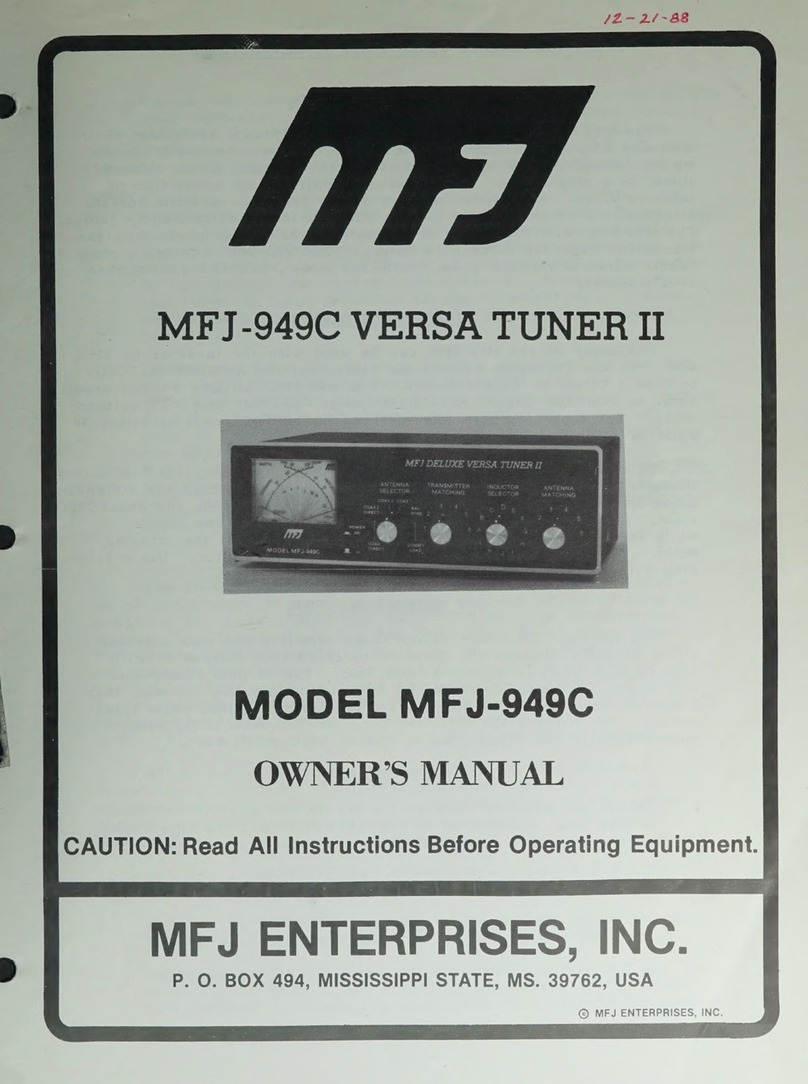 12-21-88
MFJ
MFJ-949C VERSA TUNER II
MFJ DELUXE VERSA TUNER II
ANTENNA SELECTOR
TRANSMITTER MATCHING
INDUCTOR SELECTOR
ANTENNA MATCHING
POWER
MFJ
MODEL MFJ-949C
MODEL MFJ-949C
OWNER'S MANUAL
CAUTION: Read All Instructions Before Operating Equipment.
MFJ ENTERPRISES, INC.
P. O. BOX 494, MISSISSIPPI STATE, MS. 39762, USA
© MFJ ENTERPRISES, INC.